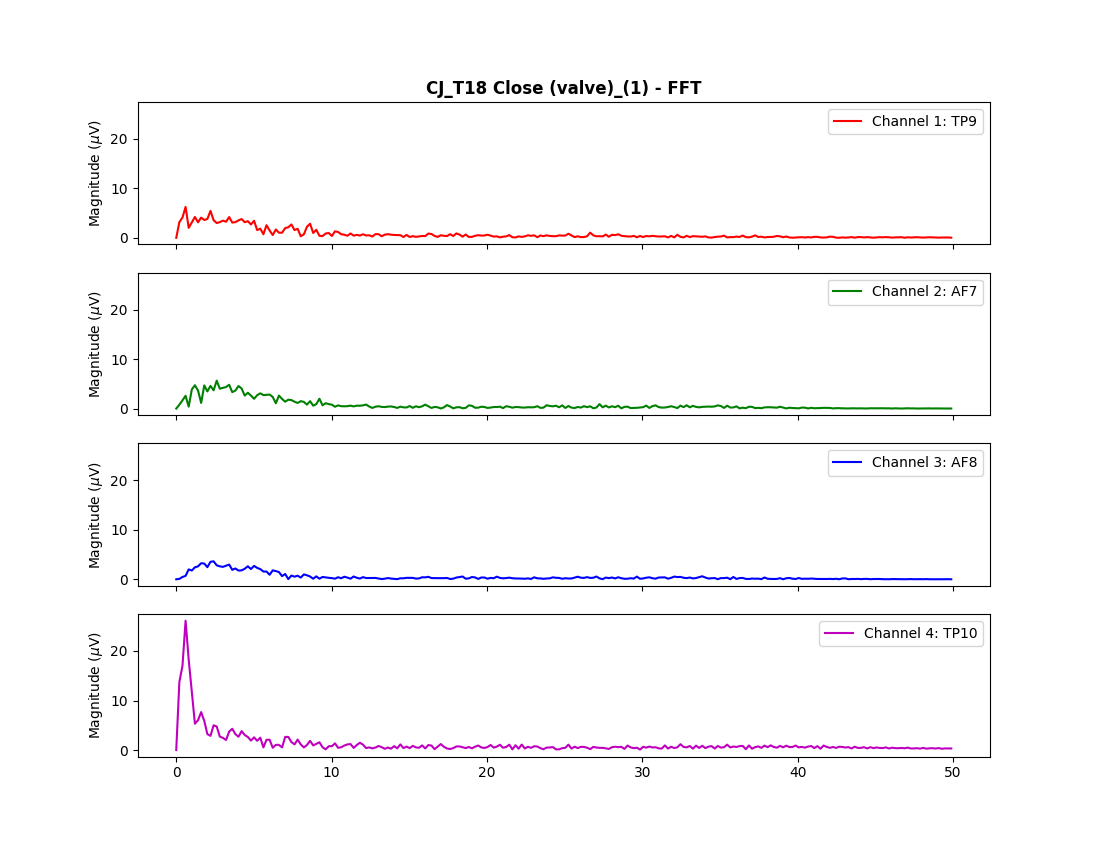 CJ_T18 Close (valve)_(1) - FFT
Magnitude (μV)
20
10
0
Channel 1: TP9
Magnitude (μV)
20
10
0
Channel 2: AF7
Magnitude (μV)
20
10
0
Channel 3: AF8
Magnitude (μV)
20
10
0
Channel 4: TP10
0 10 20 30 40 50